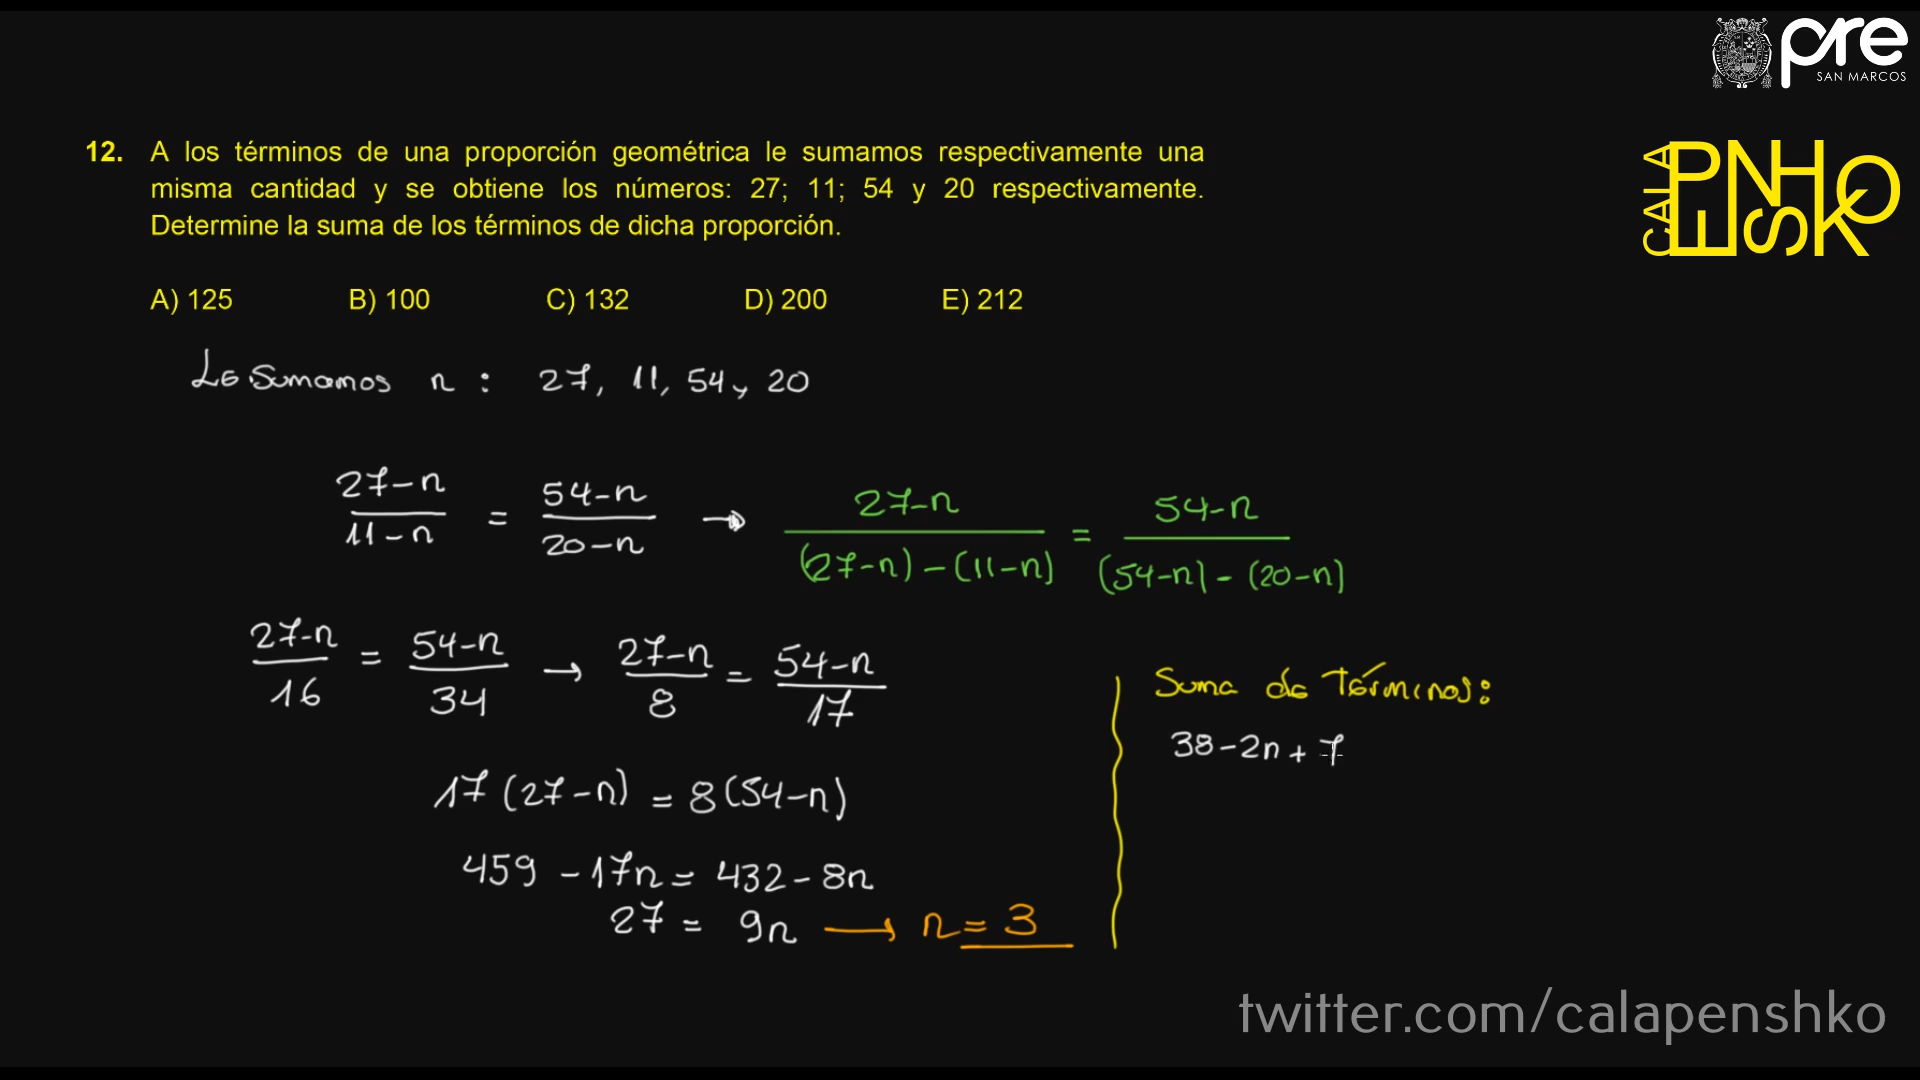 pre
SAN MARCOS
CALA
PNHO
ESK
12. A los términos de una proporción geométrica le sumamos respectivamente una
misma cantidad y se obtiene los números: 27; 11; 54 y 20 respectivamente.
Determine la suma de los términos de dicha proporción.
A) 125 B) 100 C) 132 D) 200 E) 212
Le sumamos n : 27, 11, 54 y 20
27-n / 11-n = 54-n / 20-n → 27-n / (27-n)-(11-n) = 54-n / (54-n)-(20-n)
27-n / 16 = 54-n / 34 → 27-n / 8 = 54-n / 17
17(27-n) = 8(54-n)
459 - 17n = 432 - 8n
27 = 9n → n = 3
Suma de Términos:
38-2n+7
twitter.com/calapenshko